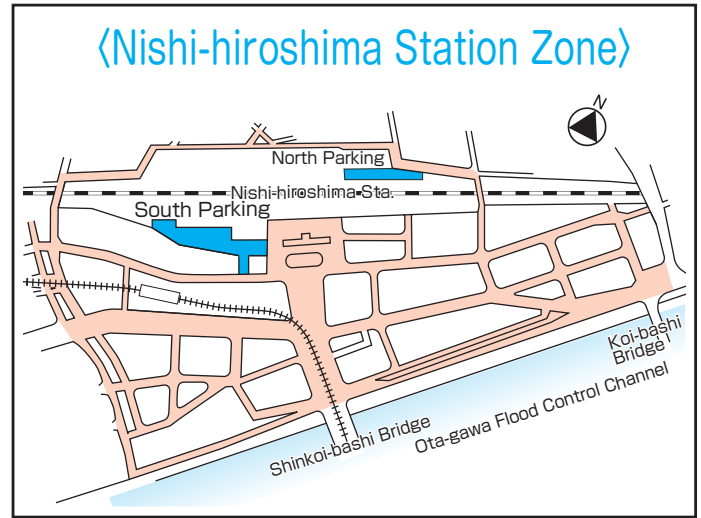 〈Nishi-hiroshima Station Zone〉
N
North Parking
Nishi-hiroshima Sta.
South Parking
Koi-bashi
Bridge
Ota-gawa Flood Control Channel
Shinkoi-bashi Bridge